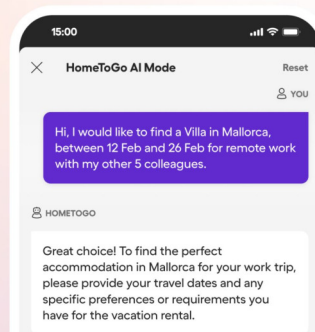 15:00
HomeToGo AI Mode
Reset
YOU
Hi, I would like to find a Villa in Mallorca,
between 12 Feb and 26 Feb for remote work
with my other 5 colleagues.
HOMETOGO
Great choice! To find the perfect
accommodation in Mallorca for your work trip,
please provide your travel dates and any
specific preferences or requirements you
have for the vacation rental.